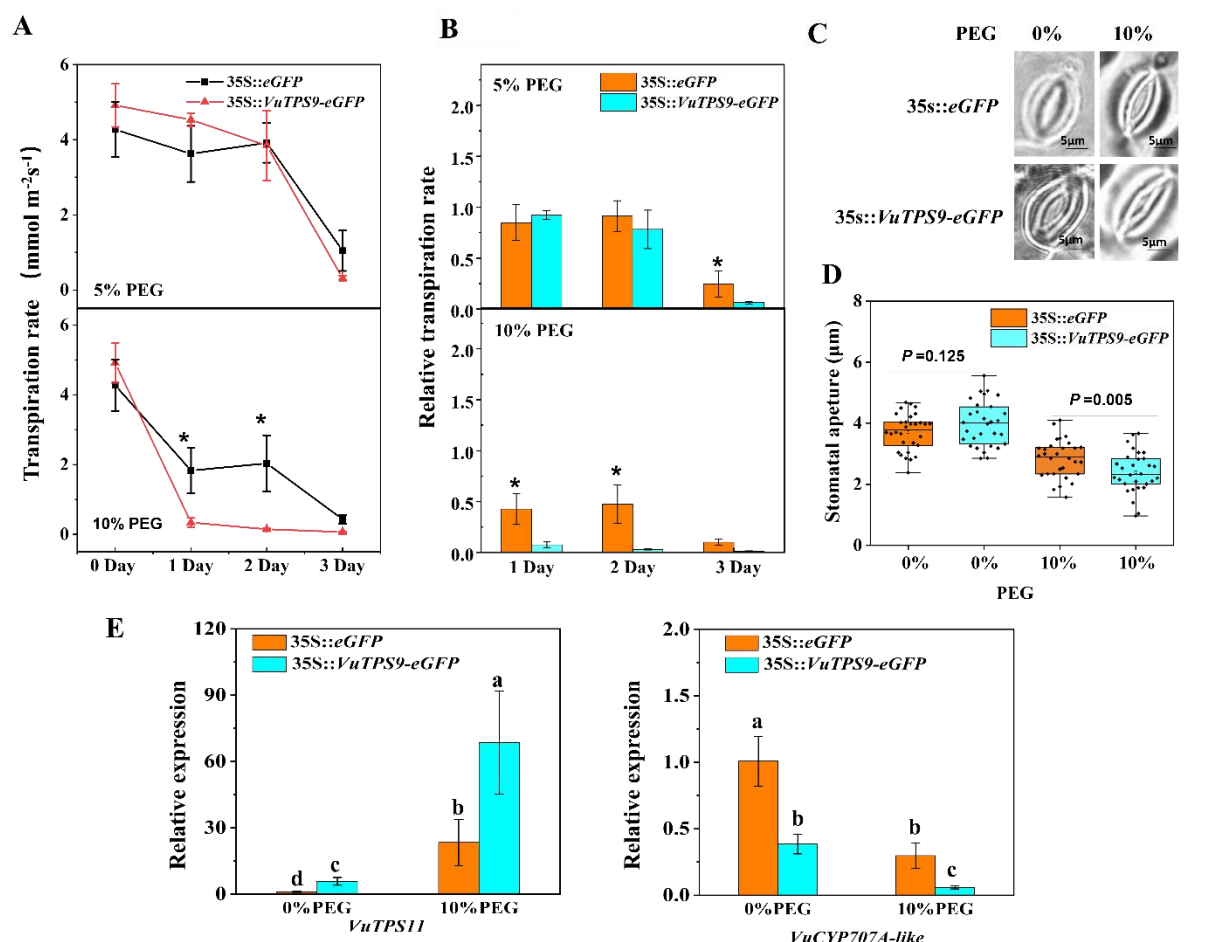 A
Transpiration rate (mmol m⁻²s⁻¹)
6
4
2
0
35S::eGFP
35S::VuTPS9-eGFP
5% PEG
6
4
2
0
*
*
10% PEG
0 Day
1 Day
2 Day
3 Day
B
Relative transpiration rate
5% PEG
35S::eGFP
35S::VuTPS9-eGFP
2.0
1.5
1.0
0.5
0.0
*
10% PEG
2.0
1.5
1.0
0.5
0.0
*
*
1 Day
2 Day
3 Day
C
PEG 0% 10%
35s::eGFP
5µm
5µm
35s::VuTPS9-eGFP
5µm
5µm
D
Stomatal apeture (µm)
8
6
4
2
0
35S::eGFP
35S::VuTPS9-eGFP
P =0.125
P =0.005
0%
0%
10%
10%
PEG
E
Relative expression
120
90
60
30
0
35S::eGFP
35S::VuTPS9-eGFP
d
c
b
a
0%PEG
10%PEG
VuTPS11
Relative expression
2.0
1.5
1.0
0.5
0.0
35S::eGFP
35S::VuTPS9-eGFP
a
b
b
c
0%PEG
10%PEG
VuCYP707A-like